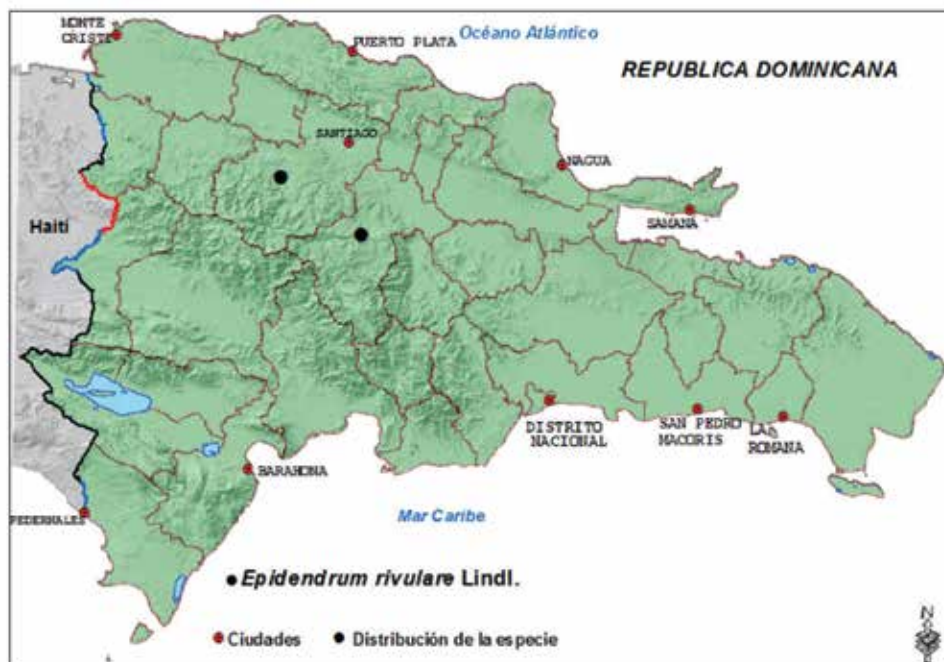 MONTE
CRISTI
PUERTO PLATA
Océano Atlántico
REPUBLICA DOMINICANA
SANTIAGO
NAGUA
SAMANA
Haití
DISTRITO
NACIONAL
SAN PEDRO
MACORIS
LA
ROMANA
BARAHONA
PEDERNALES
Mar Caribe
Epidendrum rivulare Lindl.
Ciudades
Distribución de la especie
N